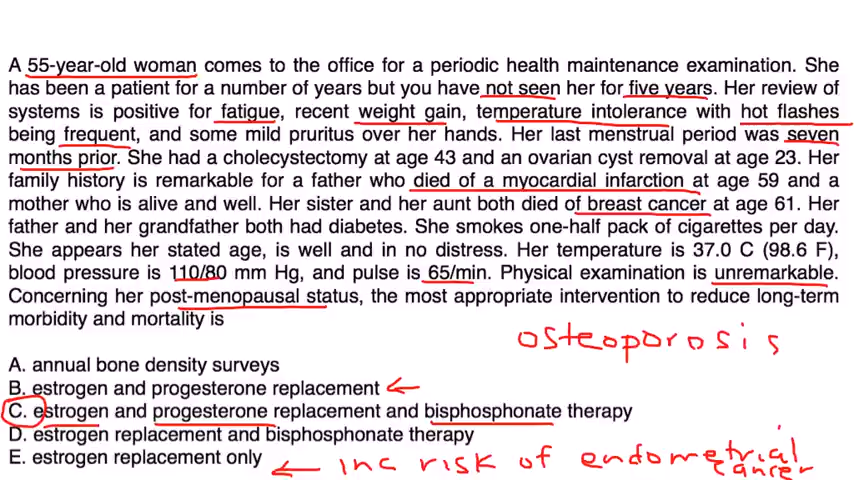 A 55-year-old woman comes to the office for a periodic health maintenance examination. She
has been a patient for a number of years but you have not seen her for five years. Her review of
systems is positive for fatigue, recent weight gain, temperature intolerance with hot flashes
being frequent, and some mild pruritus over her hands. Her last menstrual period was seven
months prior. She had a cholecystectomy at age 43 and an ovarian cyst removal at age 23. Her
family history is remarkable for a father who died of a myocardial infarction at age 59 and a
mother who is alive and well. Her sister and her aunt both died of breast cancer at age 61. Her
father and her grandfather both had diabetes. She smokes one-half pack of cigarettes per day.
She appears her stated age, is well and in no distress. Her temperature is 37.0 C (98.6 F),
blood pressure is 110/80 mm Hg, and pulse is 65/min. Physical examination is unremarkable.
Concerning her post-menopausal status, the most appropriate intervention to reduce long-term
morbidity and mortality is
osteoporosis
A. annual bone density surveys
B. estrogen and progesterone replacement
C. estrogen and progesterone replacement and bisphosphonate therapy
D. estrogen replacement and bisphosphonate therapy
E. estrogen replacement only
inc risk of endometrial
cancer